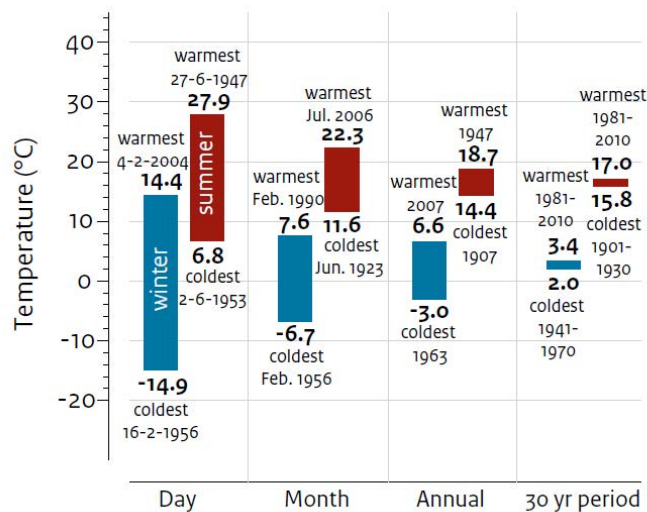 Temperature (°C)
40
30
20
10
0
-10
-20
warmest
27-6-1947
27.9
summer
6.8
coldest
2-6-1953
warmest
4-2-2004
14.4
winter
-14.9
coldest
16-2-1956
warmest
Jul. 2006
22.3
11.6
coldest
Jun. 1923
warmest
Feb. 1990
7.6
-6.7
coldest
Feb. 1956
warmest
1947
18.7
14.4
coldest
1907
warmest
2007
6.6
-3.0
coldest
1963
warmest
1981-
2010
17.0
15.8
coldest
1901-
1930
warmest
1981-
2010
3.4
2.0
coldest
1941-
1970
Day
Month
Annual
30 yr period